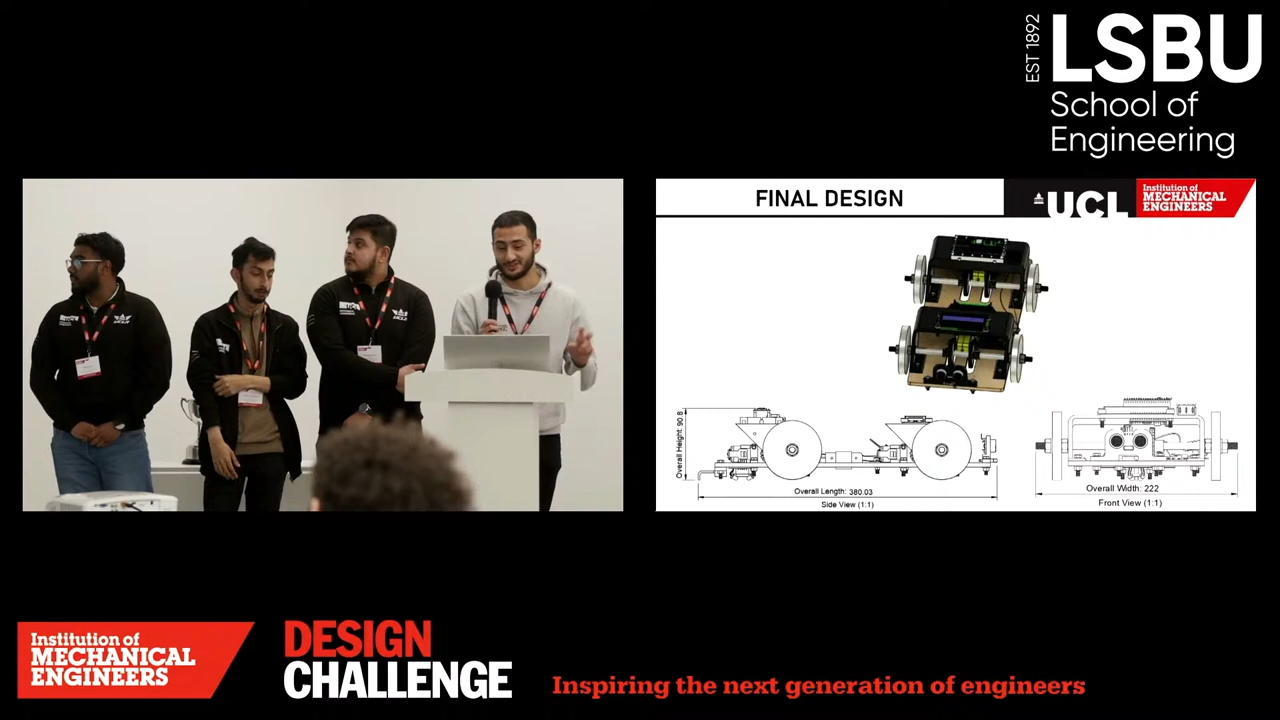 EST 1892
LSBU
School of
Engineering
FINAL DESIGN
UCL
Institution of
MECHANICAL
ENGINEERS
Overall Height: 90.8
Overall Length: 380.03
Side View (1:1)
Overall Width: 222
Front View (1:1)
Institution of
MECHANICAL
ENGINEERS
DESIGN
CHALLENGE
Inspiring the next generation of engineers